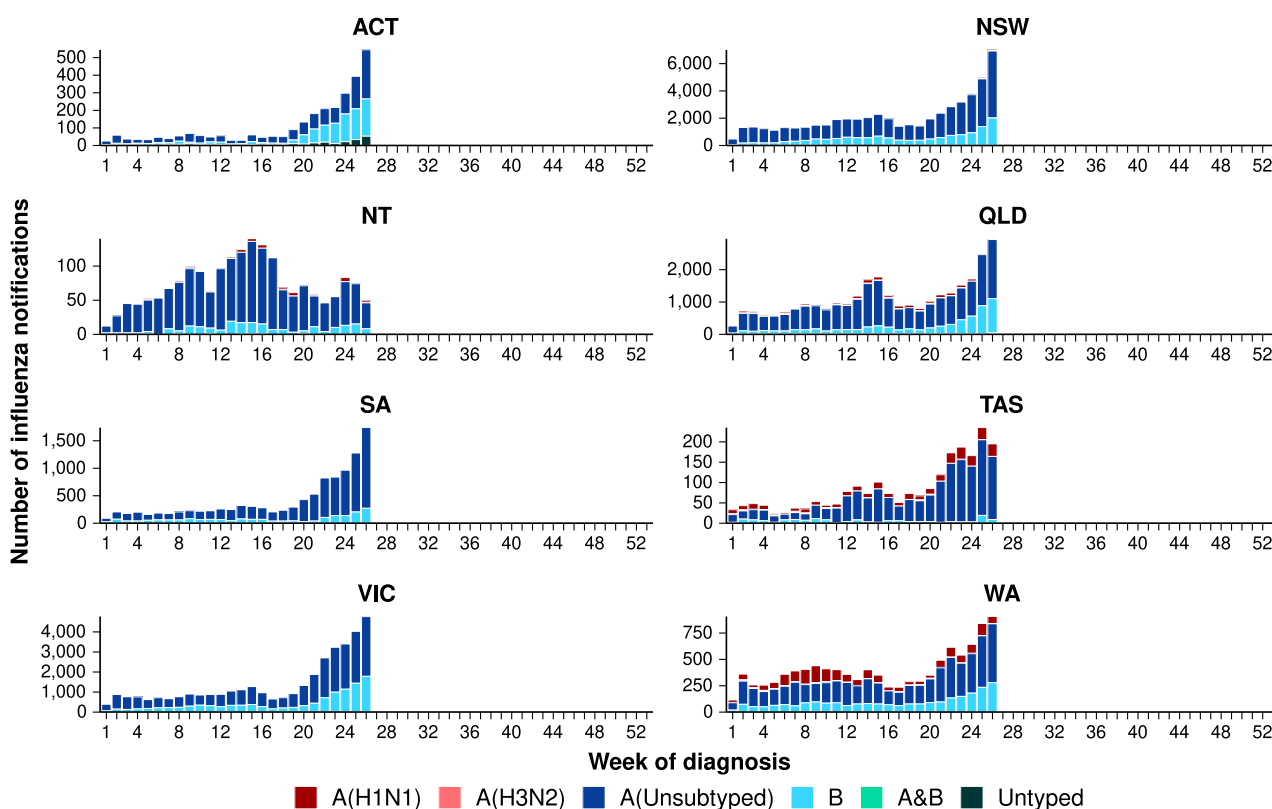 ACT
500
400
300
200
100
0
1 4 8 12 16 20 24 28 32 36 40 44 48 52
NSW
6,000
4,000
2,000
0
1 4 8 12 16 20 24 28 32 36 40 44 48 52
NT
100
50
0
1 4 8 12 16 20 24 28 32 36 40 44 48 52
QLD
2,000
1,000
0
1 4 8 12 16 20 24 28 32 36 40 44 48 52
SA
1,500
1,000
500
0
1 4 8 12 16 20 24 28 32 36 40 44 48 52
TAS
200
150
100
50
0
1 4 8 12 16 20 24 28 32 36 40 44 48 52
VIC
4,000
3,000
2,000
1,000
0
1 4 8 12 16 20 24 28 32 36 40 44 48 52
WA
750
500
250
0
1 4 8 12 16 20 24 28 32 36 40 44 48 52
Number of influenza notifications
Week of diagnosis
A(H1N1) A(H3N2) A(Unsubtyped) B A&B Untyped